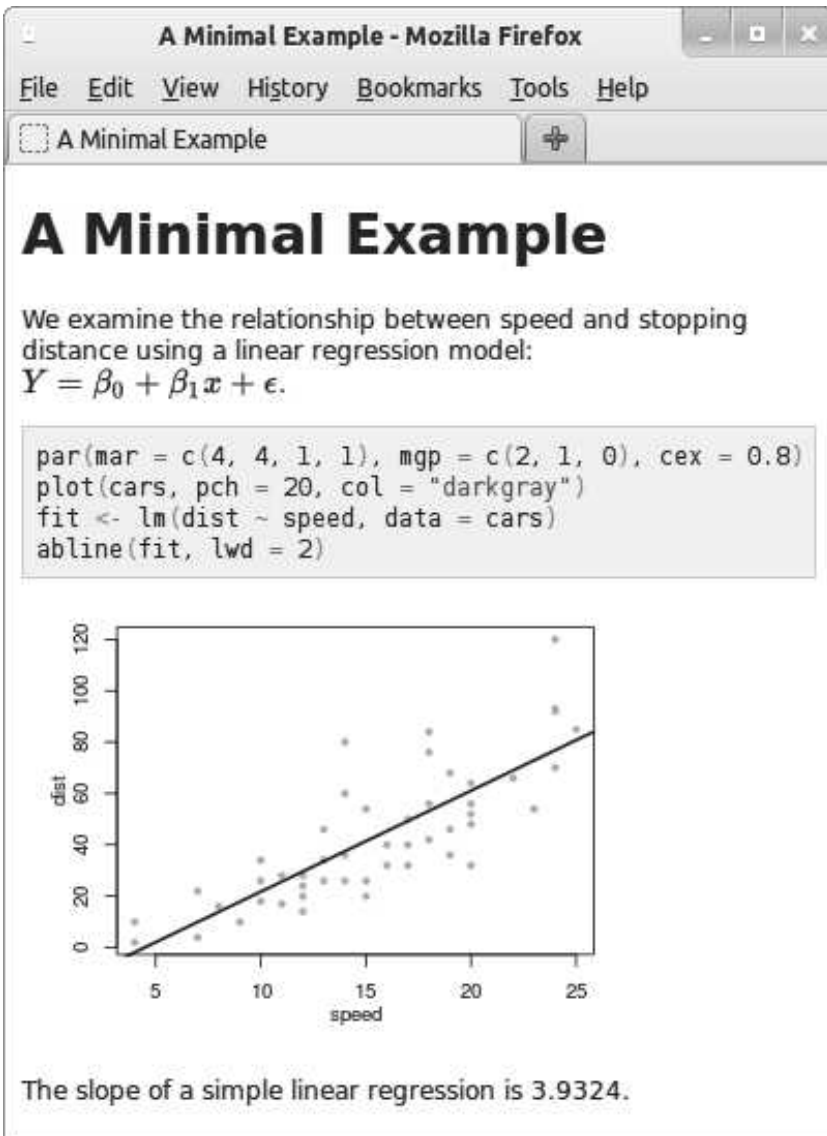 A Minimal Example - Mozilla Firefox
File Edit View History Bookmarks Tools Help
A Minimal Example
A Minimal Example
We examine the relationship between speed and stopping
distance using a linear regression model:
Y = β₀ + β₁x + ϵ.
par(mar = c(4, 4, 1, 1), mgp = c(2, 1, 0), cex = 0.8)
plot(cars, pch = 20, col = "darkgray")
fit <- lm(dist ~ speed, data = cars)
abline(fit, lwd = 2)
120
100
80
60
40
20
0
dist
5 10 15 20 25
speed
The slope of a simple linear regression is 3.9324.